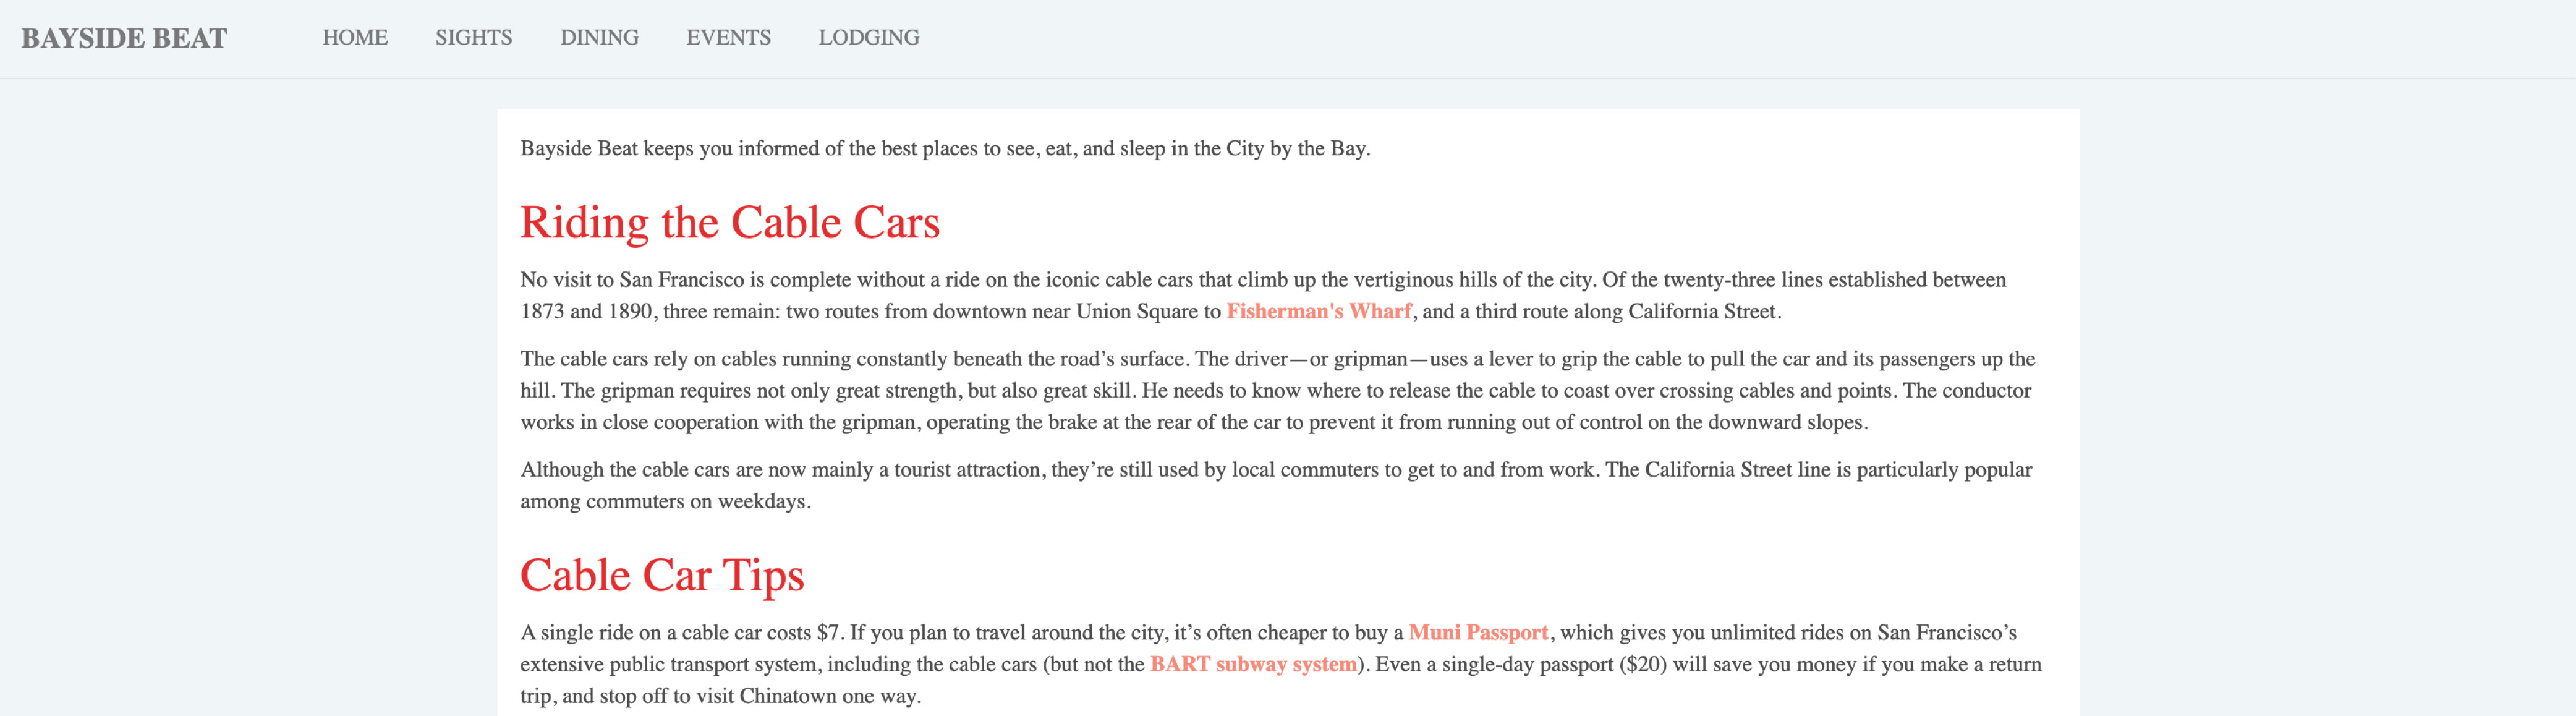 BAYSIDE BEAT HOME SIGHTS DINING EVENTS LODGING
Bayside Beat keeps you informed of the best places to see, eat, and sleep in the City by the Bay.
Riding the Cable Cars
No visit to San Francisco is complete without a ride on the iconic cable cars that climb up the vertiginous hills of the city. Of the twenty-three lines established between
1873 and 1890, three remain: two routes from downtown near Union Square to Fisherman's Wharf, and a third route along California Street.
The cable cars rely on cables running constantly beneath the road’s surface. The driver—or gripman—uses a lever to grip the cable to pull the car and its passengers up the
hill. The gripman requires not only great strength, but also great skill. He needs to know where to release the cable to coast over crossing cables and points. The conductor
works in close cooperation with the gripman, operating the brake at the rear of the car to prevent it from running out of control on the downward slopes.
Although the cable cars are now mainly a tourist attraction, they’re still used by local commuters to get to and from work. The California Street line is particularly popular
among commuters on weekdays.
Cable Car Tips
A single ride on a cable car costs $7. If you plan to travel around the city, it’s often cheaper to buy a Muni Passport, which gives you unlimited rides on San Francisco’s
extensive public transport system, including the cable cars (but not the BART subway system). Even a single-day passport ($20) will save you money if you make a return
trip, and stop off to visit Chinatown one way.